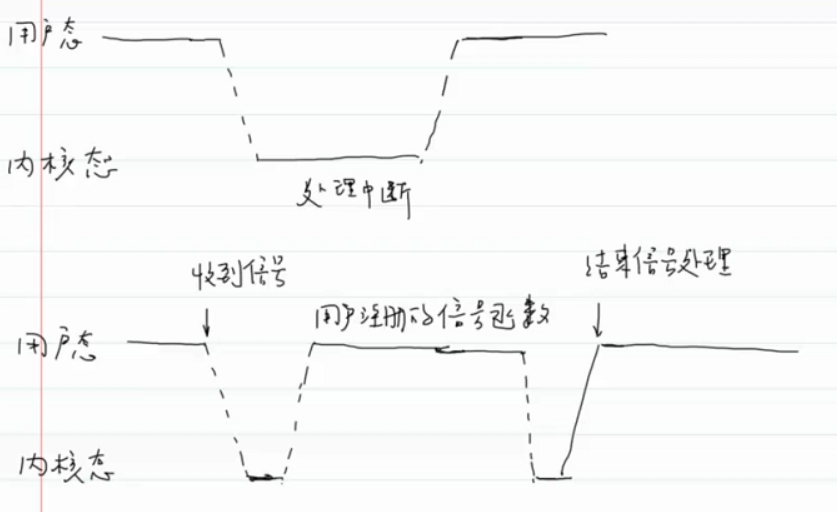 用户态
内核态
处理中断
收到信号
结束信号处理
用户注册的信号函数
用户态
内核态